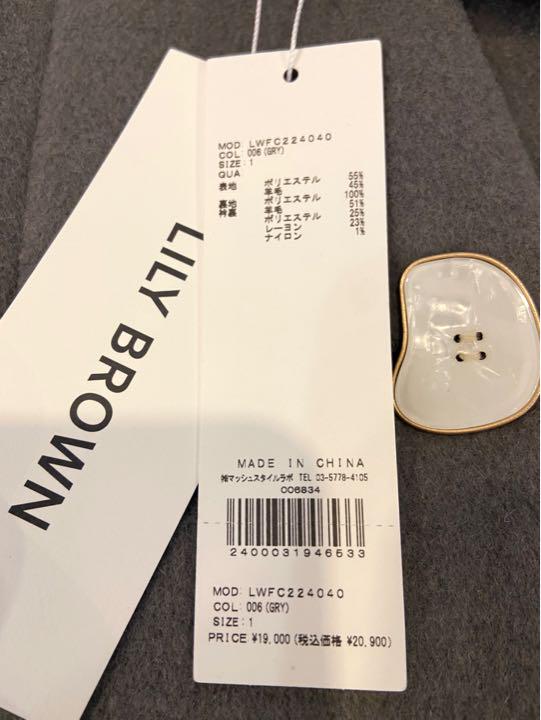 LILY BROWN
MOD: LWFC224040
COL: 006 (GRY)
SIZE: 1
QUA
表地 ポリエステル 55%
羊毛 45%
裏地 ポリエステル 100%
衿裏 羊毛 51%
ポリエステル 25%
レーヨン 23%
ナイロン 1%
MADE IN CHINA
㈱マッシュスタイルラボ TEL 03-5778-4105
006834
2400031946533
MOD: LWFC224040
COL: 006 (GRY)
SIZE: 1
PRICE ¥19,000 (税込価格 ¥20,900)